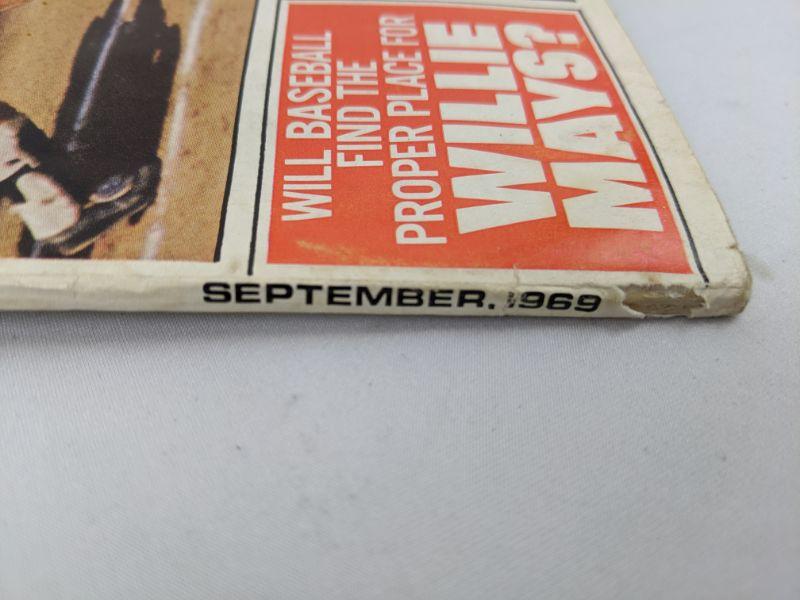 WILL BASEBALL
FIND THE
PROPER PLACE FOR
WILLIE
MAYS?
SEPTEMBER, 1969